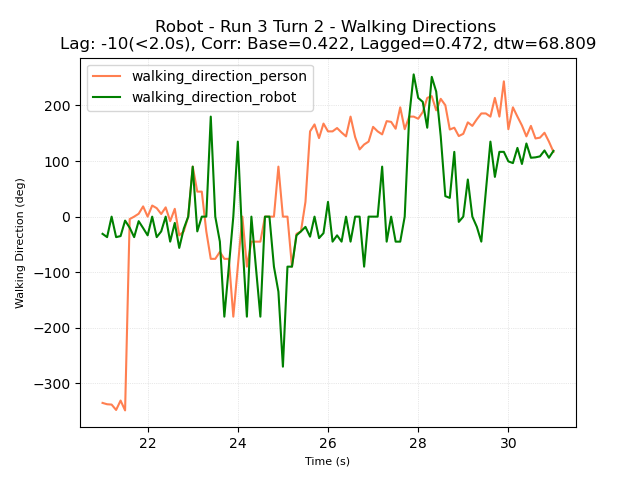 Robot - Run 3 Turn 2 - Walking Directions
Lag: -10(<2.0s), Corr: Base=0.422, Lagged=0.472, dtw=68.809
walking_direction_person
walking_direction_robot
200
100
0
−100
−200
−300
Walking Direction (deg)
22
24
26
28
30
Time (s)